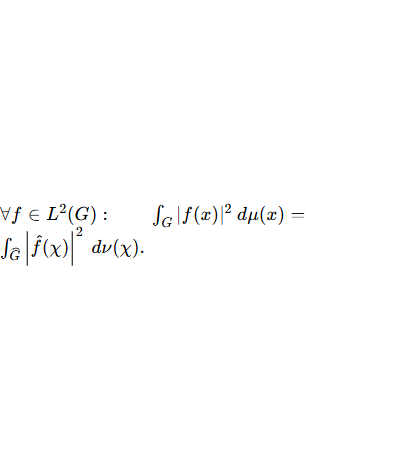 ∀f ∈ L²(G) : ∫_G |f(x)|² dμ(x) =
∫_Ĝ |f̂(χ)|² dν(χ).